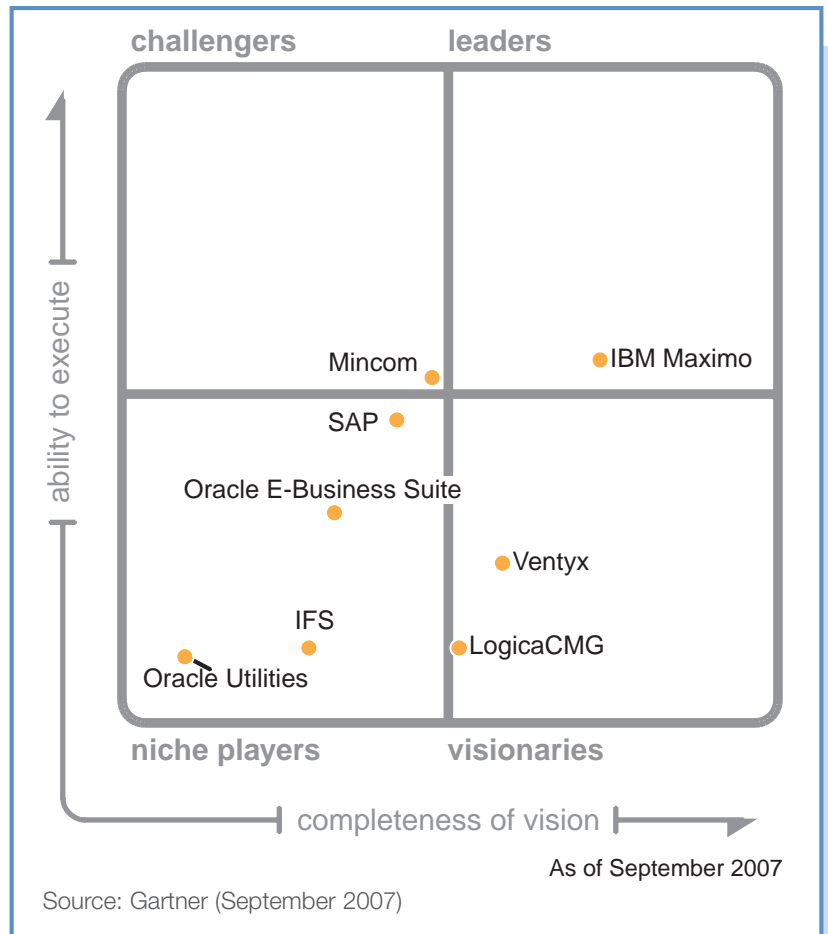 challengers
leaders
ability to execute
Mincom
IBM Maximo
SAP
Oracle E-Business Suite
Ventyx
IFS
LogicaCMG
Oracle Utilities
niche players
visionaries
completeness of vision
As of September 2007
Source: Gartner (September 2007)